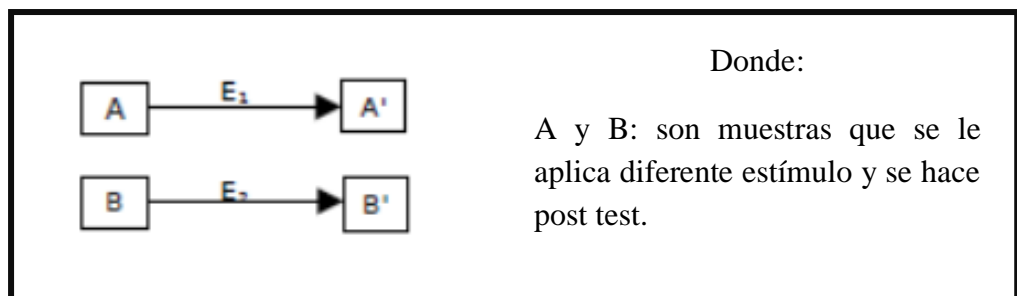 Donde:
A E₁ A'
A y B: son muestras que se le
aplica diferente estímulo y se hace
post test.
B E₂ B'